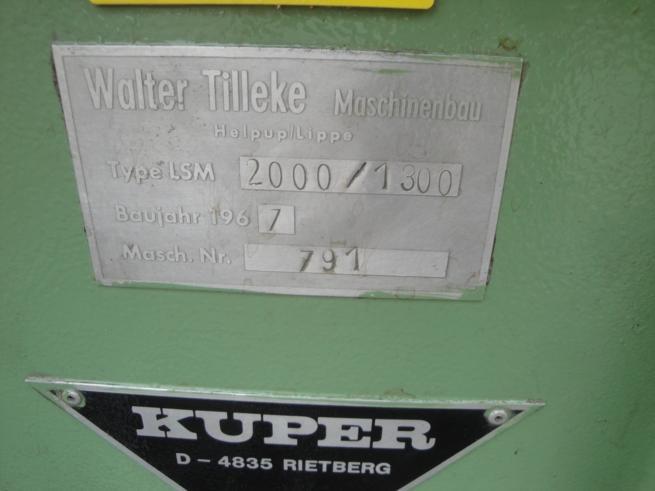 Walter Tilleke Maschinenbau
Helpup/Lippe
Type LSM 2000/1300
Baujahr 1967
Masch. Nr. 791
KUPER
D-4835 RIETBERG